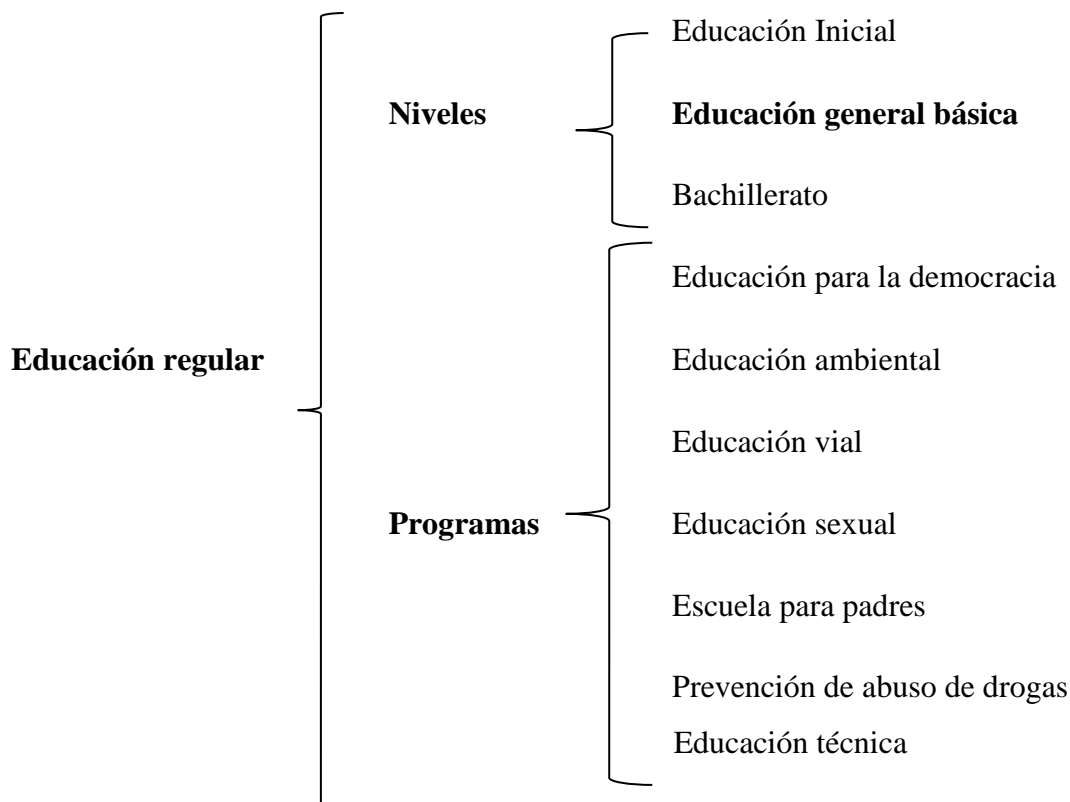 Educación regular
Niveles
Educación Inicial
Educación general básica
Bachillerato
Programas
Educación para la democracia
Educación ambiental
Educación vial
Educación sexual
Escuela para padres
Prevención de abuso de drogas
Educación técnica